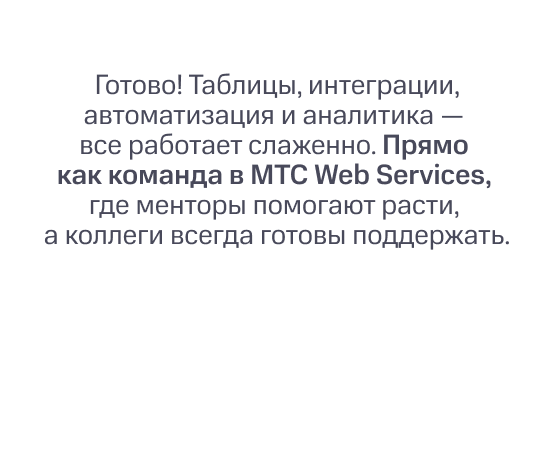 Готово! Таблицы, интеграции,
автоматизация и аналитика —
все работает слаженно. Прямо
как команда в МТС Web Services,
где менторы помогают расти,
а коллеги всегда готовы поддержать.